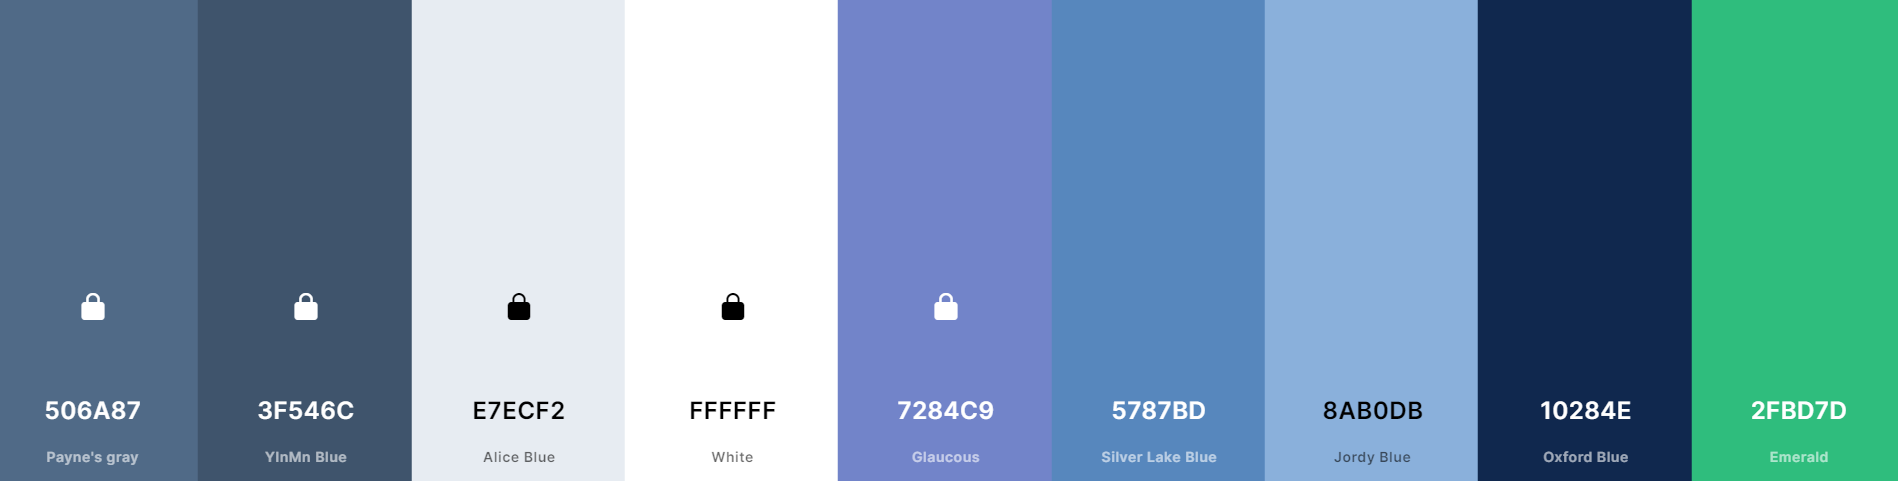 506A87
Payne's gray
3F546C
YInMn Blue
E7ECF2
Alice Blue
FFFFFF
White
7284C9
Glaucous
5787BD
Silver Lake Blue
8AB0DB
Jordy Blue
10284E
Oxford Blue
2FBD7D
Emerald